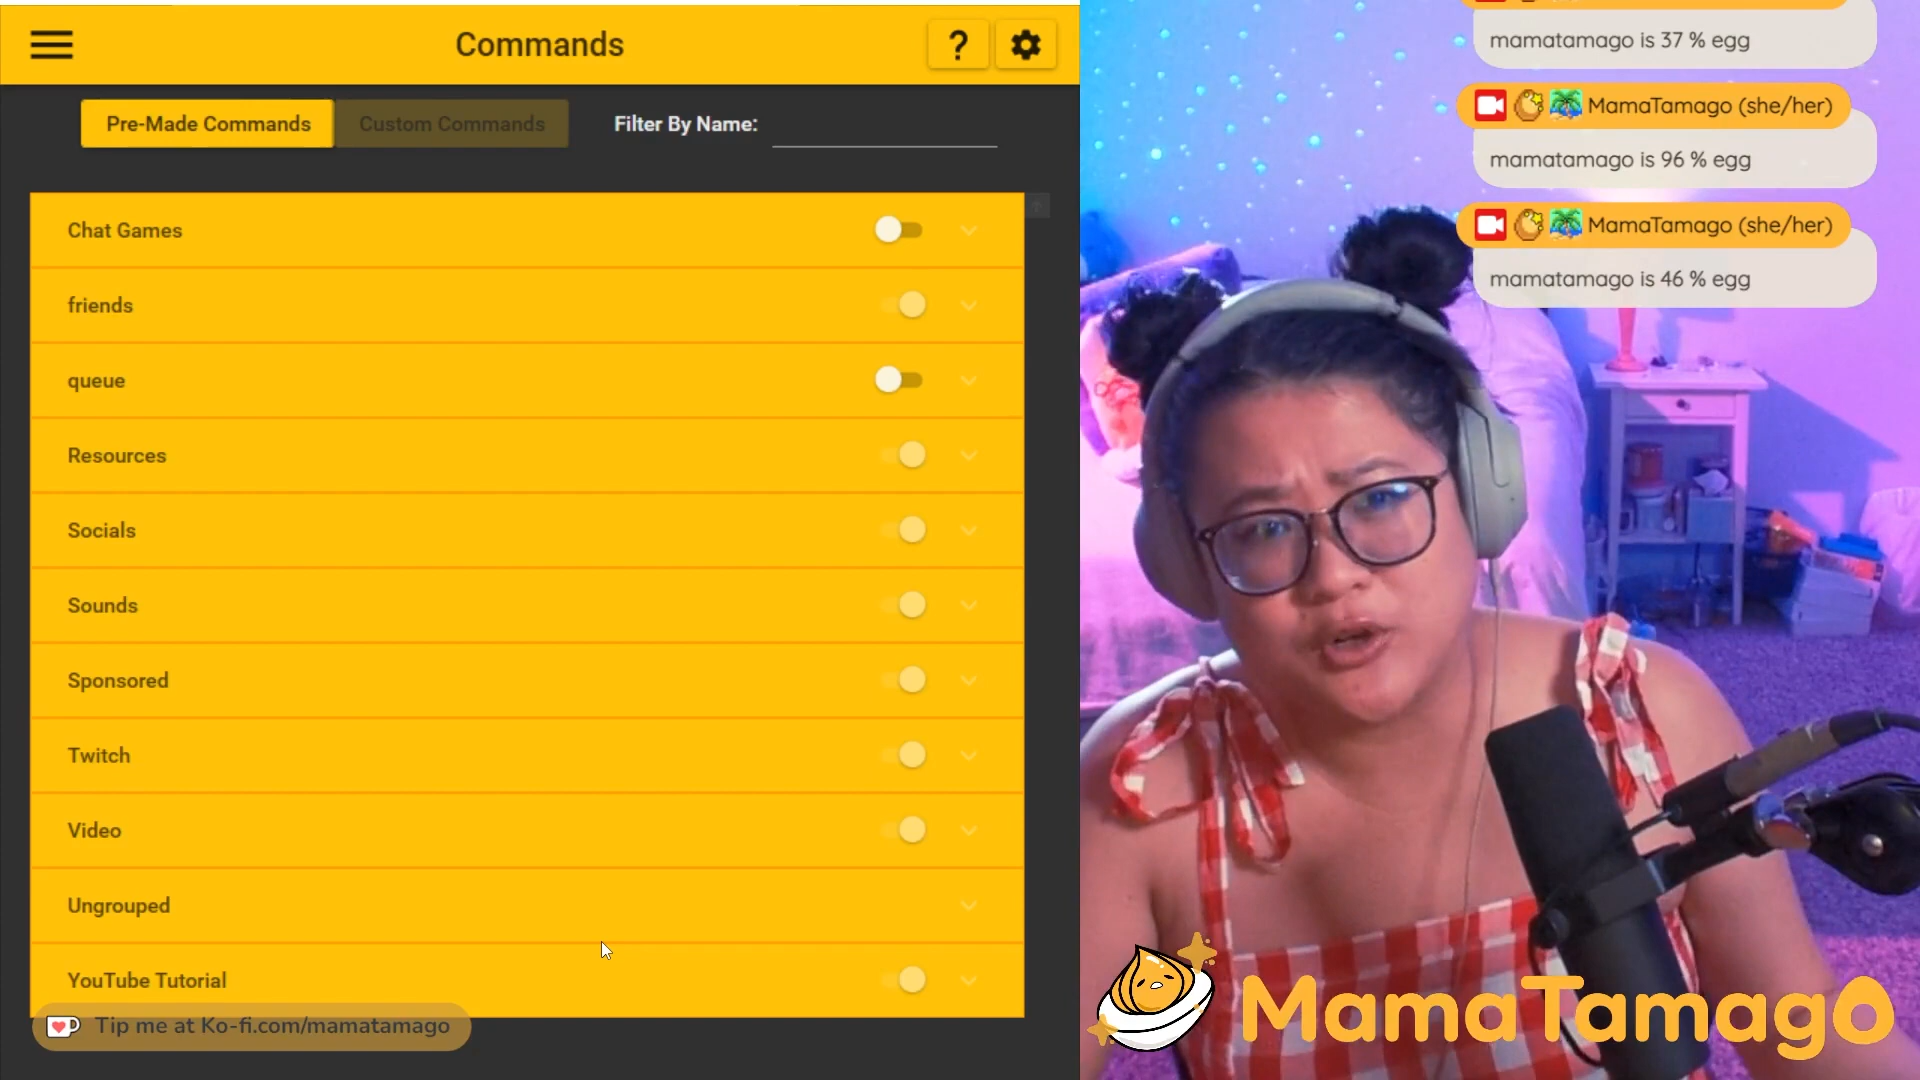 Commands
?
Pre-Made Commands
Custom Commands
Filter By Name:
Chat Games
friends
queue
Resources
Socials
Sounds
Sponsored
Twitch
Video
Ungrouped
YouTube Tutorial
Tip me at Ko-fi.com/mamatamago
mamatamago is 37 % egg
MamaTamago (she/her)
mamatamago is 96 % egg
MamaTamago (she/her)
mamatamago is 46 % egg
MamaTamago